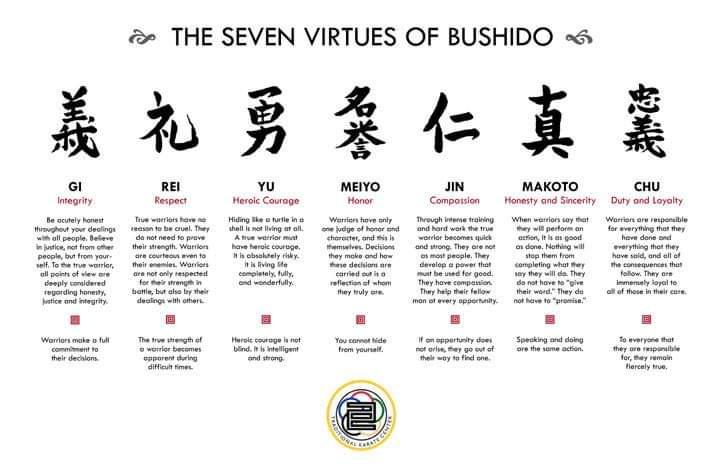 THE SEVEN VIRTUES OF BUSHIDO
義
GI
Integrity
Be acutely honest
throughout your dealings
with all people. Believe
in justice, not from other
people, but from your-
self. To the true warrior,
all points of view are
deeply considered
regarding honesty,
justice and integrity.
Warriors make a full
commitment to
their decisions.
礼
REI
Respect
True warriors have no
reason to be cruel. They
do not need to prove
their strength. Warriors
are courteous even to
their enemies. Warriors
are not only respected
for their strength in
battle, but also by their
dealings with others.
The true strength of
a warrior becomes
apparent during
difficult times.
勇
YU
Heroic Courage
Hiding like a turtle in a
shell is not living at all.
A true warrior must
have heroic courage.
It is absolutely risky.
It is living life
completely, fully,
and wonderfully.
Heroic courage is not
blind. It is intelligent
and strong.
名
誉
MEIYO
Honor
Warriors have only
one judge of honor and
character, and this is
themselves. Decisions
they make and how
these decisions are
carried out is a
reflection of whom
they truly are.
You cannot hide
from yourself.
仁
JIN
Compassion
Through intense training
and hard work the true
warrior becomes quick
and strong. They are not
as most people. They
develop a power that
must be used for good.
They have compassion.
They help their fellow
man at every opportunity.
If an opportunity does
not arise, they go out of
their way to find one.
真
MAKOTO
Honesty and Sincerity
When warriors say that
they will perform an
action, it is as good
as done. Nothing will
stop them from
completing what they
say they will do. They
do not have to "give
their word." They do
not have to "promise."
Speaking and doing
are the same action.
忠
義
CHU
Duty and Loyalty
Warriors are responsible
for everything that they
have done and
everything that they
have said, and all of
the consequences that
follow. They are
immensely loyal to
all of those in their care.
To everyone that
they are responsible
for, they remain
fiercely true.
TRADITIONAL KARATE CENTER